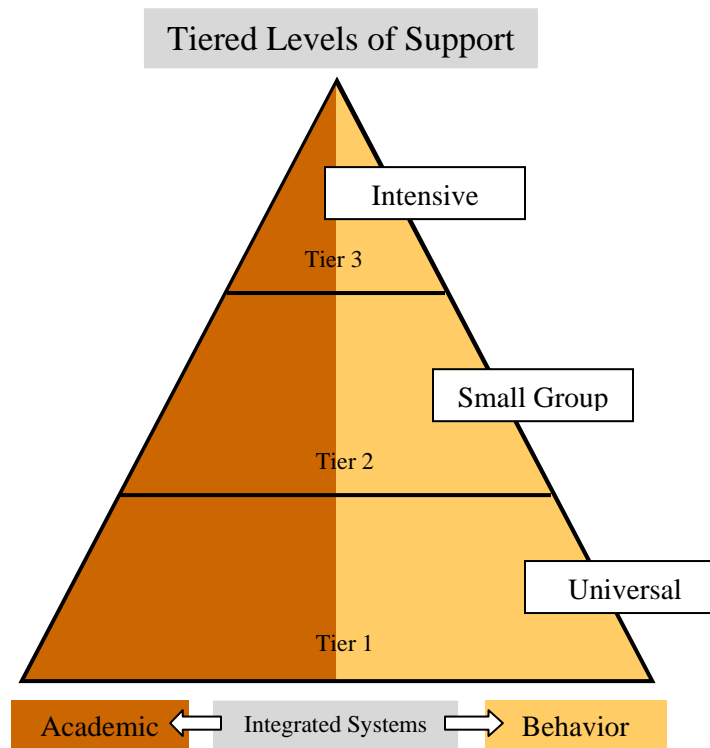 Tiered Levels of Support
Intensive
Tier 3
Small Group
Tier 2
Universal
Tier 1
Academic
Integrated Systems
Behavior